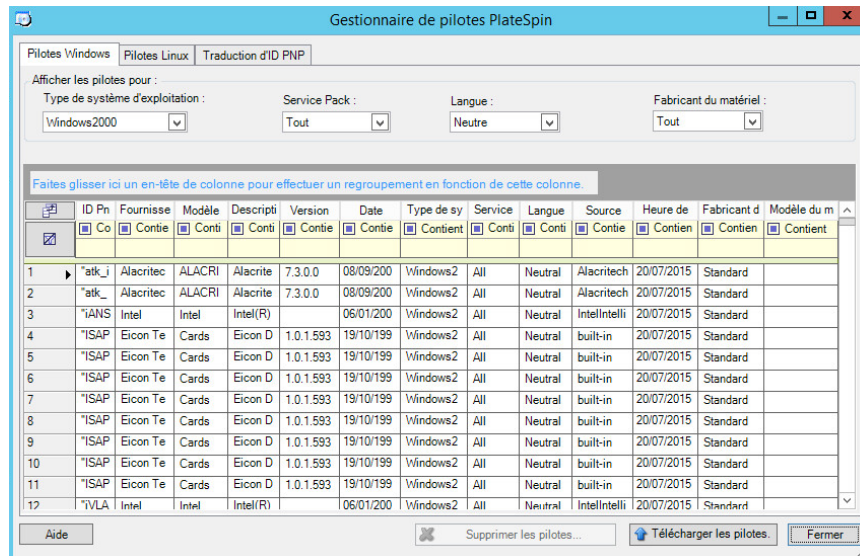 Gestionnaire de pilotes PlateSpin
Pilotes Windows Pilotes Linux Traduction d'ID PNP
Afficher les pilotes pour :
Type de système d'exploitation : Service Pack : Langue : Fabricant du matériel :
Windows2000 Tout Neutre Tout
Faites glisser ici un en-tête de colonne pour effectuer un regroupement en fonction de cette colonne.
ID Pn Fournisse Modèle Descripti Version Date Type de sy Service Langue Source Heure de Fabricant d Modèle du m
Co Contie Conti Conti Contie Contie Contient Conti Conti Contie Contien Contien Contient
1 "atk_i Alacritec ALACRI Alacrite 7.3.0.0 08/09/200 Windows2 All Neutral Alacritech 20/07/2015 Standard
2 "atk_ Alacritec ALACRI Alacrite 7.3.0.0 08/09/200 Windows2 All Neutral Alacritech 20/07/2015 Standard
3 "iANS Intel Intel Intel(R) 06/01/200 Windows2 All Neutral IntelIntelli 20/07/2015 Standard
4 "ISAP Eicon Te Cards Eicon D 1.0.1.593 19/10/199 Windows2 All Neutral built-in 20/07/2015 Standard
5 "ISAP Eicon Te Cards Eicon D 1.0.1.593 19/10/199 Windows2 All Neutral built-in 20/07/2015 Standard
6 "ISAP Eicon Te Cards Eicon D 1.0.1.593 19/10/199 Windows2 All Neutral built-in 20/07/2015 Standard
7 "ISAP Eicon Te Cards Eicon D 1.0.1.593 19/10/199 Windows2 All Neutral built-in 20/07/2015 Standard
8 "ISAP Eicon Te Cards Eicon D 1.0.1.593 19/10/199 Windows2 All Neutral built-in 20/07/2015 Standard
9 "ISAP Eicon Te Cards Eicon D 1.0.1.593 19/10/199 Windows2 All Neutral built-in 20/07/2015 Standard
10 "ISAP Eicon Te Cards Eicon D 1.0.1.593 19/10/199 Windows2 All Neutral built-in 20/07/2015 Standard
11 "ISAP Eicon Te Cards Eicon D 1.0.1.593 19/10/199 Windows2 All Neutral built-in 20/07/2015 Standard
12 "iVLA Intel Intel Intel(R) 06/01/200 Windows2 All Neutral IntelIntelli 20/07/2015 Standard
Aide Supprimer les pilotes... Télécharger les pilotes. Fermer